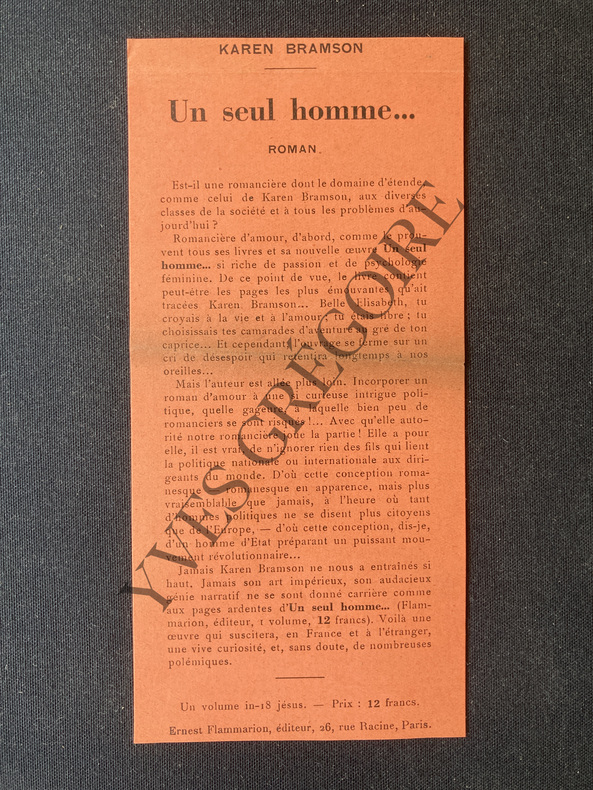 KAREN BRAMSON
Un seul homme...
ROMAN.
Est-il une romancière dont le domaine d'étende,
comme celui de Karen Bramson, aux diverses
classes de la société et à tous les problèmes d'au-
jourd'hui ?
Romancière d'amour, d'abord, comme le prou-
vent tous ses livres et sa nouvelle œuvre Un seul
homme... si riche de passion et de psychologie
féminine. De ce point de vue, le livre contient
peut-être les pages les plus émouvantes qu'ait
tracées Karen Bramson... Belle Elisabeth, tu
croyais à la vie et à l'amour; tu étais libre; tu
choisissais tes camarades d'aventure au gré de ton
caprice... Et cependant l'ouvrage se ferme sur un
cri de désespoir qui retentira longtemps à nos
oreilles...
Mais l'auteur est allée plus loin. Incorporer un
roman d'amour à une si curieuse intrigue poli-
tique, quelle gageure, à laquelle bien peu de
romanciers se sont risqués !... Avec qu'elle auto-
rité notre romancière joue la partie! Elle a pour
elle, il est vrai, de n'ignorer rien des fils qui lient
la politique nationale ou internationale aux diri-
geants du monde. D'où cette conception roma-
nesque — romanesque en apparence, mais plus
vraisemblable que jamais, à l'heure où tant
d'hommes politiques ne se disent plus citoyens
que de l'Europe, — d'où cette conception, dis-je,
d'un homme d'Etat préparant un puissant mou-
vement révolutionnaire...
Jamais Karen Bramson ne nous a entraînés si
haut. Jamais son art impérieux, son audacieux
génie narratif ne se sont donné carrière comme
aux pages ardentes d'Un seul homme... (Flam-
marion, éditeur, 1 volume, 12 francs). Voilà une
œuvre qui suscitera, en France et à l'étranger,
une vive curiosité, et, sans doute, de nombreuses
polémiques.
Un volume in-18 jésus. — Prix : 12 francs.
Ernest Flammarion, éditeur, 26, rue Racine, Paris.
YVES GRÉGOIRE